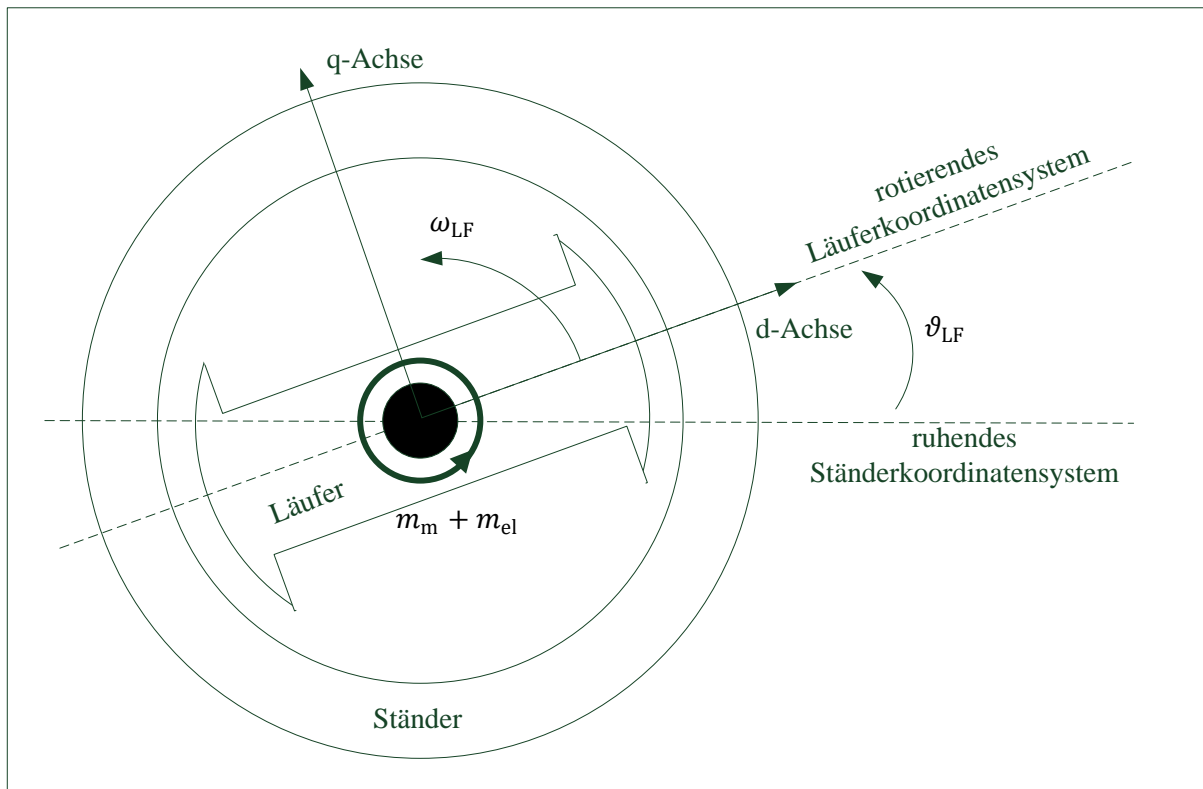 q-Achse
rotierendes
Läuferkoordinatensystem
ω_LF
d-Achse
ϑ_LF
ruhendes
Ständerkoordinatensystem
Läufer
m_m + m_el
Ständer